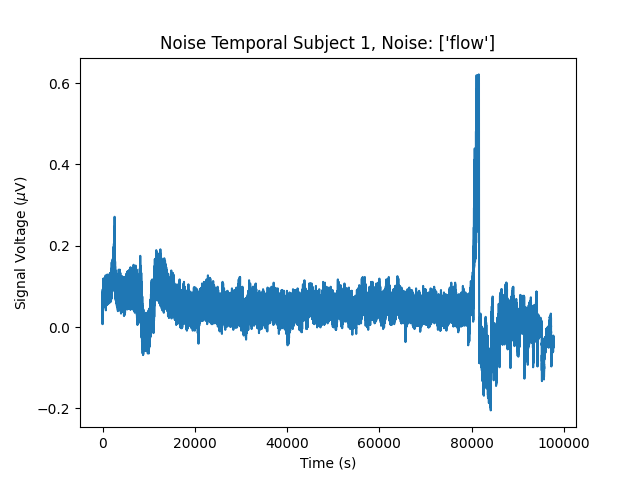 Noise Temporal Subject 1, Noise: ['flow']
Signal Voltage (μV)
0.6
0.4
0.2
0.0
−0.2
0 20000 40000 60000 80000 100000
Time (s)